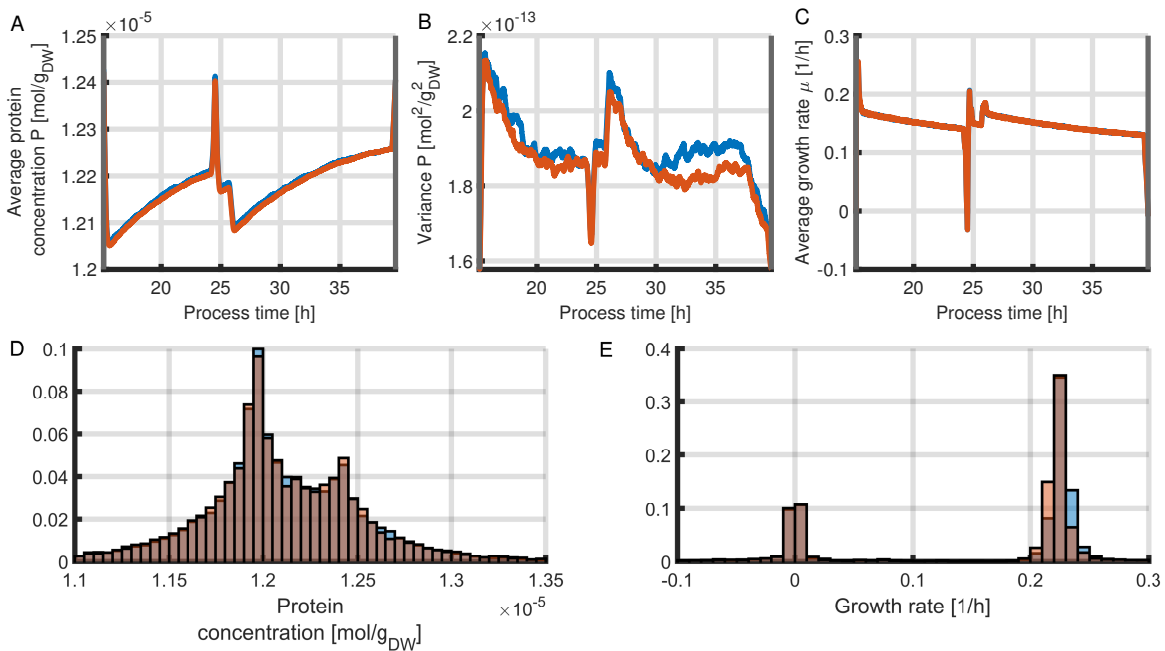 A
×10⁻⁵
1.25
1.24
1.23
1.22
1.21
1.2
Average protein
concentration P [mol/g_DW]
20 25 30 35
Process time [h]
B
×10⁻¹³
2.2
2
1.8
1.6
Variance P [mol²/g²_DW]
20 25 30 35
Process time [h]
C
0.3
0.2
0.1
0
-0.1
Average growth rate μ [1/h]
20 25 30 35
Process time [h]
D
0.1
0.08
0.06
0.04
0.02
0
1.1 1.15 1.2 1.25 1.3 1.35
×10⁻⁵
Protein
concentration [mol/g_DW]
E
0.4
0.3
0.2
0.1
0
-0.1 0 0.1 0.2 0.3
Growth rate [1/h]